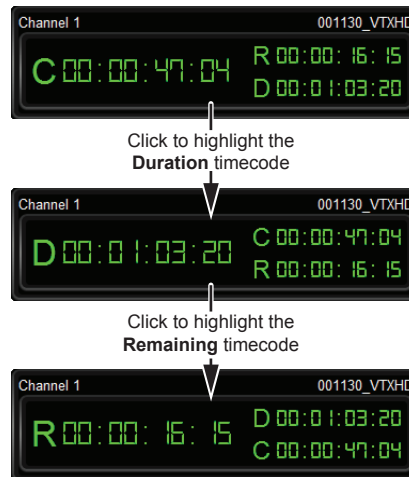 Channel 1 001130_VTXHD
C 00:00:47:04
R 00:00:16:15
D 00:01:03:20
Click to highlight the
Duration timecode
Channel 1 001130_VTXHD
D 00:01:03:20
C 00:00:47:04
R 00:00:16:15
Click to highlight the
Remaining timecode
Channel 1 001130_VTXHD
R 00:00:16:15
D 00:01:03:20
C 00:00:47:04